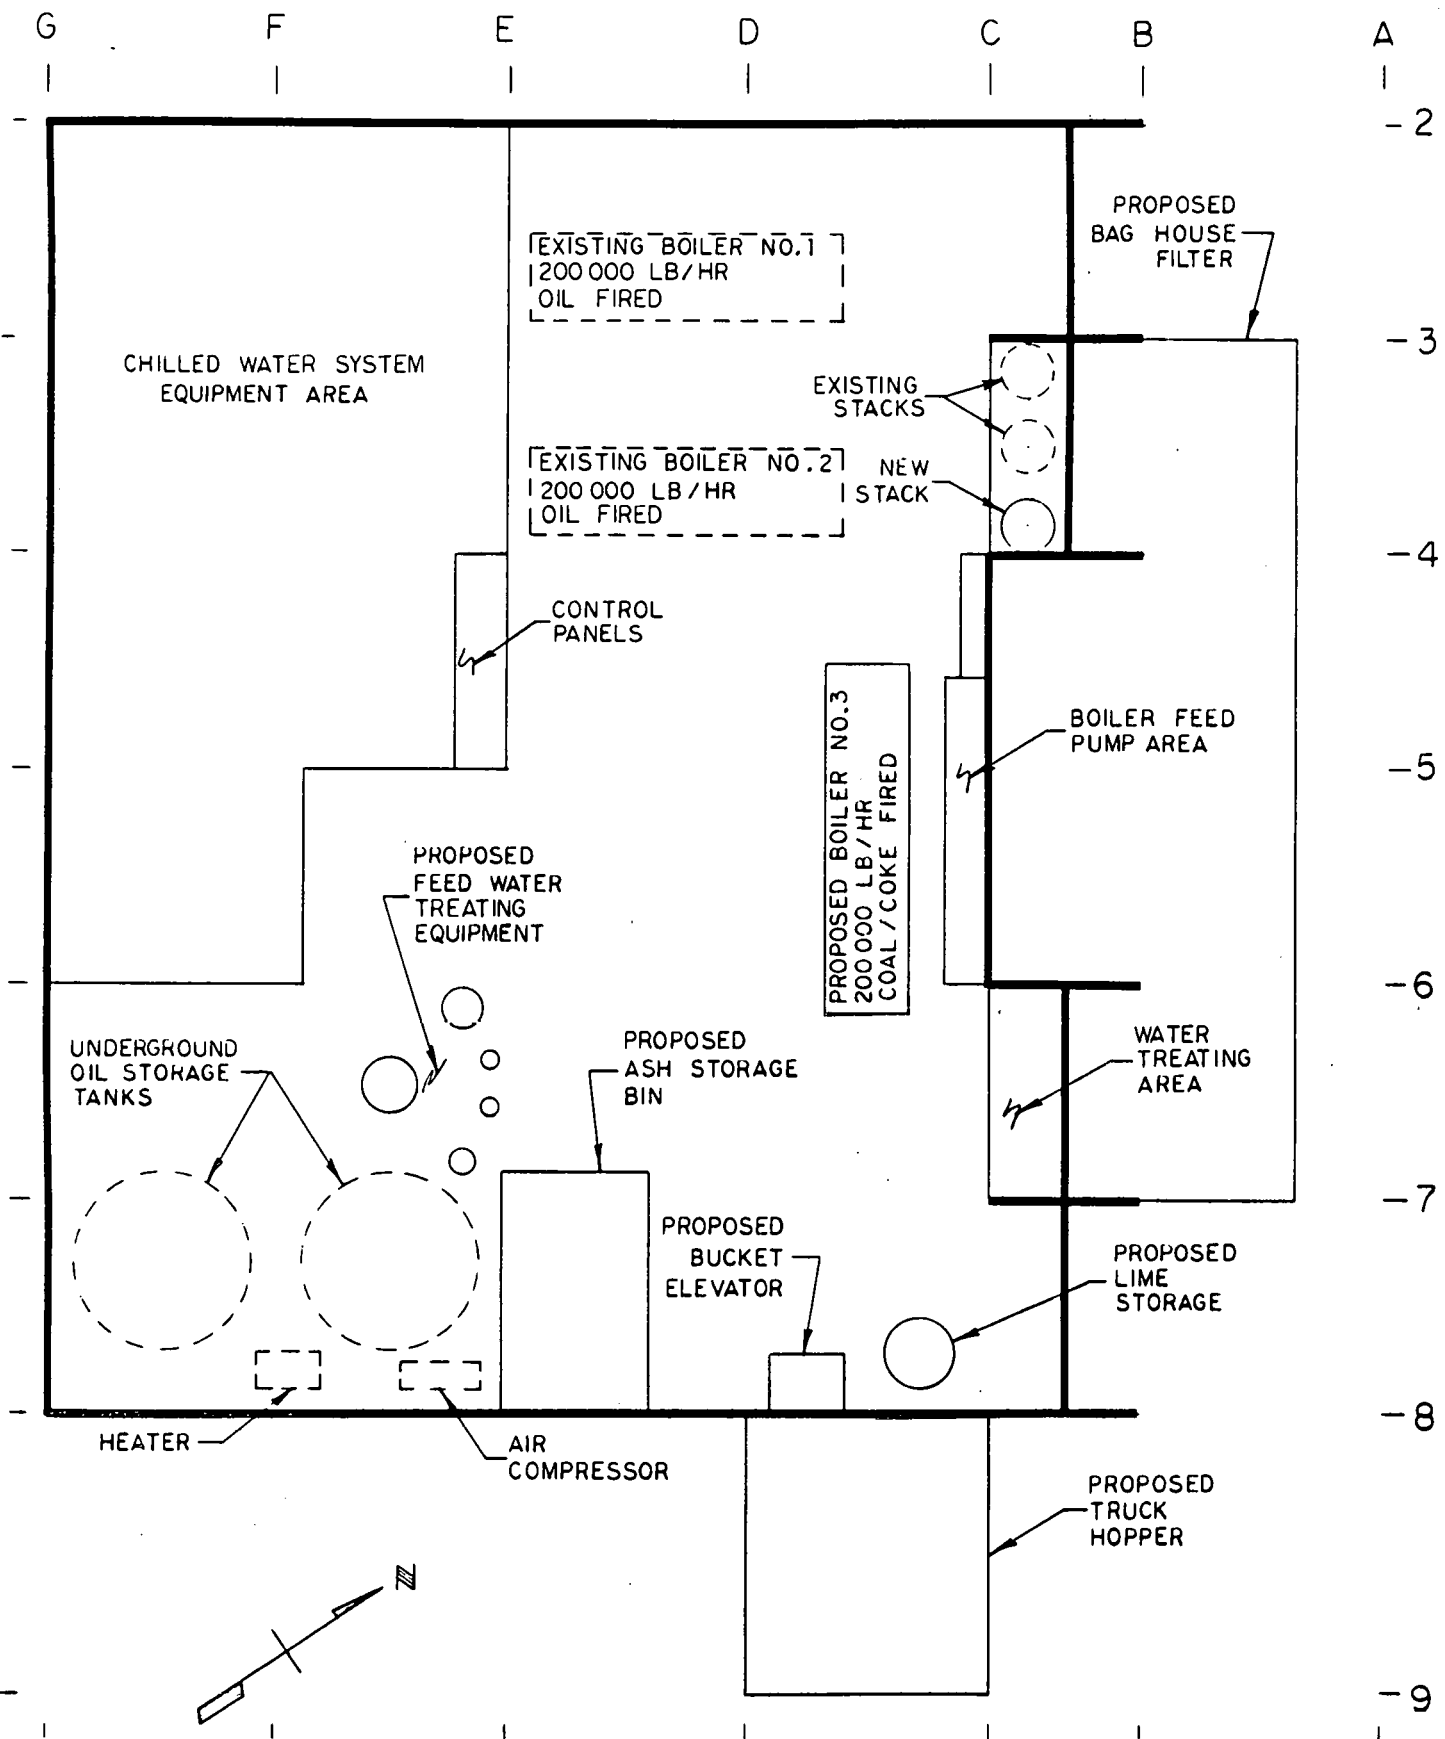 G F E D C B A
-2
PROPOSED
BAG HOUSE
FILTER
EXISTING BOILER NO.1
200 000 LB/HR
OIL FIRED
-3
CHILLED WATER SYSTEM
EQUIPMENT AREA
EXISTING
STACKS
EXISTING BOILER NO.2
200 000 LB/HR
OIL FIRED
NEW
STACK
-4
CONTROL
PANELS
PROPOSED BOILER NO.3
200 000 LB/HR
COAL/COKE FIRED
BOILER FEED
PUMP AREA
-5
PROPOSED
FEED WATER
TREATING
EQUIPMENT
-6
UNDERGROUND
OIL STORAGE
TANKS
PROPOSED
ASH STORAGE
BIN
WATER
TREATING
AREA
-7
PROPOSED
BUCKET
ELEVATOR
PROPOSED
LIME
STORAGE
-8
HEATER
AIR
COMPRESSOR
PROPOSED
TRUCK
HOPPER
N
-9